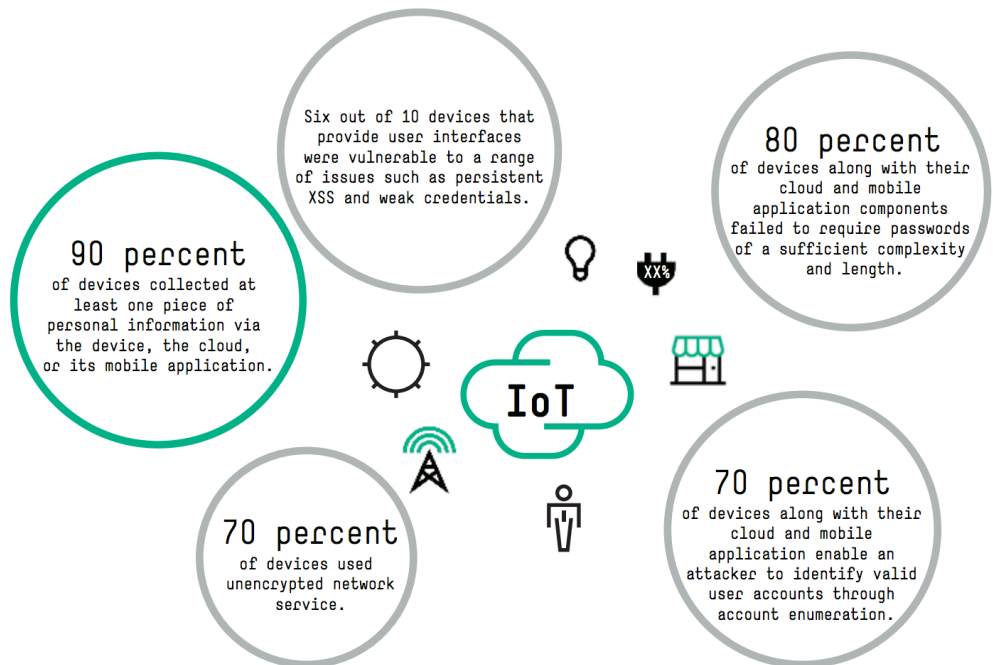 Six out of 10 devices that
provide user interfaces
were vulnerable to a range
of issues such as persistent
XSS and weak credentials.
80 percent
of devices along with their
cloud and mobile
application components
failed to require passwords
of a sufficient complexity
and length.
90 percent
of devices collected at
least one piece of
personal information via
the device, the cloud,
or its mobile application.
XX%
IoT
70 percent
of devices used
unencrypted network
service.
70 percent
of devices along with their
cloud and mobile
application enable an
attacker to identify valid
user accounts through
account enumeration.